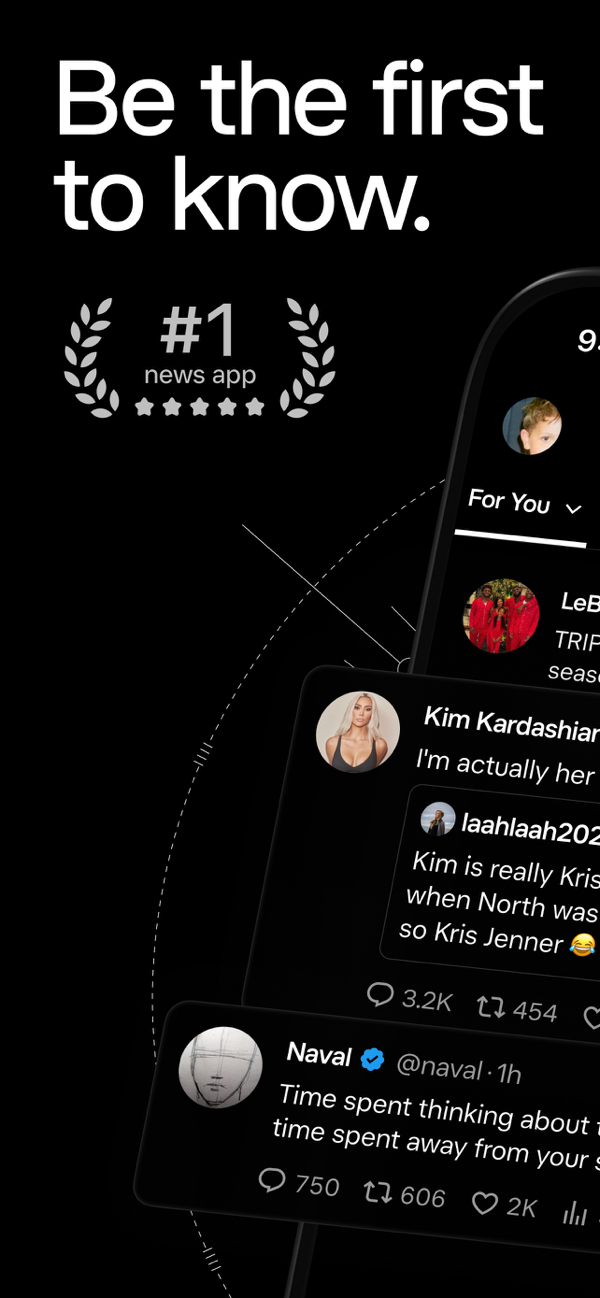 Be the first
to know.
#1
news app
9
For You
LeB
TRIP
seas
Kim Kardashian
I'm actually her
laahlaah202
Kim is really Kris
when North was
so Kris Jenner 😂
3.2K 454
Naval @naval · 1h
Time spent thinking about t
time spent away from your s
750 606 2K